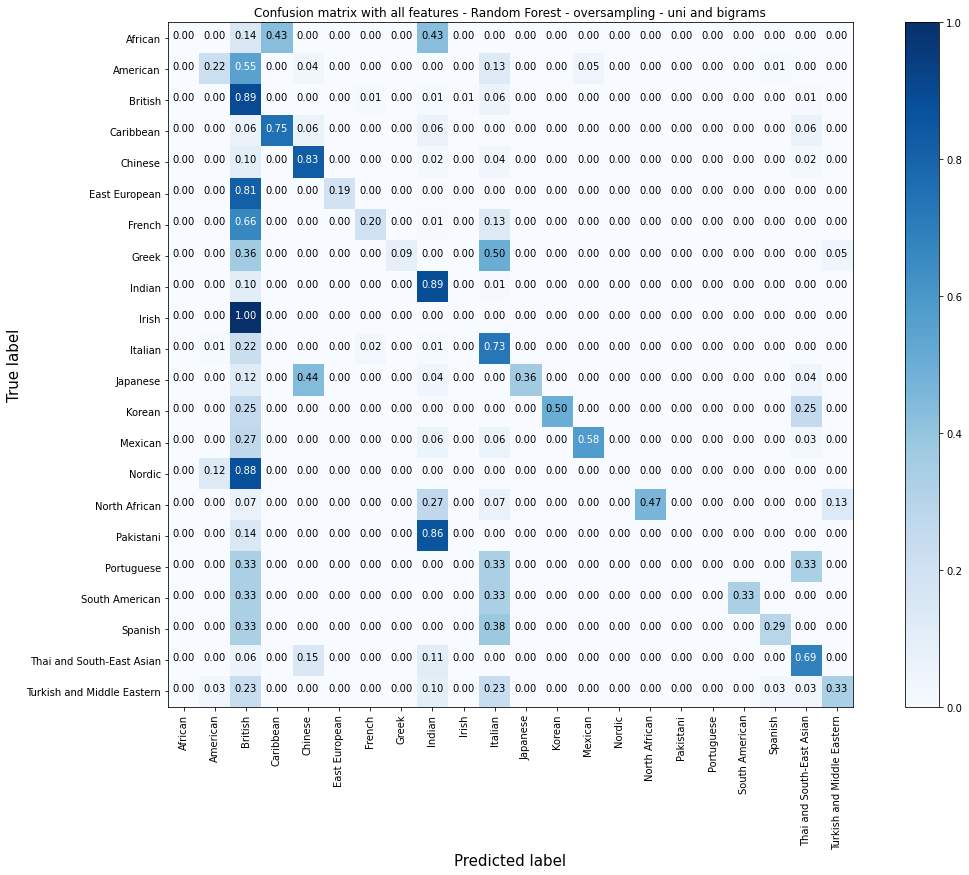 Confusion matrix with all features - Random Forest - oversampling - uni and bigrams
True label
African 0.00 0.00 0.14 0.43 0.00 0.00 0.00 0.00 0.43 0.00 0.00 0.00 0.00 0.00 0.00 0.00 0.00 0.00 0.00 0.00 0.00 0.00
American 0.00 0.22 0.55 0.00 0.04 0.00 0.00 0.00 0.00 0.00 0.13 0.00 0.00 0.05 0.00 0.00 0.00 0.00 0.00 0.01 0.00 0.00
British 0.00 0.00 0.89 0.00 0.00 0.00 0.01 0.00 0.01 0.01 0.06 0.00 0.00 0.00 0.00 0.00 0.00 0.00 0.00 0.00 0.01 0.00
Caribbean 0.00 0.00 0.06 0.75 0.06 0.00 0.00 0.00 0.06 0.00 0.00 0.00 0.00 0.00 0.00 0.00 0.00 0.00 0.00 0.00 0.06 0.00
Chinese 0.00 0.00 0.10 0.00 0.83 0.00 0.00 0.00 0.02 0.00 0.04 0.00 0.00 0.00 0.00 0.00 0.00 0.00 0.00 0.00 0.02 0.00
East European 0.00 0.00 0.81 0.00 0.00 0.19 0.00 0.00 0.00 0.00 0.00 0.00 0.00 0.00 0.00 0.00 0.00 0.00 0.00 0.00 0.00 0.00
French 0.00 0.00 0.66 0.00 0.00 0.00 0.20 0.00 0.01 0.00 0.13 0.00 0.00 0.00 0.00 0.00 0.00 0.00 0.00 0.00 0.00 0.00
Greek 0.00 0.00 0.36 0.00 0.00 0.00 0.00 0.09 0.00 0.00 0.50 0.00 0.00 0.00 0.00 0.00 0.00 0.00 0.00 0.00 0.00 0.05
Indian 0.00 0.00 0.10 0.00 0.00 0.00 0.00 0.00 0.89 0.00 0.01 0.00 0.00 0.00 0.00 0.00 0.00 0.00 0.00 0.00 0.00 0.00
Irish 0.00 0.00 1.00 0.00 0.00 0.00 0.00 0.00 0.00 0.00 0.00 0.00 0.00 0.00 0.00 0.00 0.00 0.00 0.00 0.00 0.00 0.00
Italian 0.00 0.01 0.22 0.00 0.00 0.00 0.02 0.00 0.01 0.00 0.73 0.00 0.00 0.00 0.00 0.00 0.00 0.00 0.00 0.00 0.00 0.00
Japanese 0.00 0.00 0.12 0.00 0.44 0.00 0.00 0.00 0.04 0.00 0.00 0.36 0.00 0.00 0.00 0.00 0.00 0.00 0.00 0.00 0.04 0.00
Korean 0.00 0.00 0.25 0.00 0.00 0.00 0.00 0.00 0.00 0.00 0.00 0.00 0.50 0.00 0.00 0.00 0.00 0.00 0.00 0.00 0.25 0.00
Mexican 0.00 0.00 0.27 0.00 0.00 0.00 0.00 0.00 0.06 0.00 0.06 0.00 0.00 0.58 0.00 0.00 0.00 0.00 0.00 0.00 0.03 0.00
Nordic 0.00 0.12 0.88 0.00 0.00 0.00 0.00 0.00 0.00 0.00 0.00 0.00 0.00 0.00 0.00 0.00 0.00 0.00 0.00 0.00 0.00 0.00
North African 0.00 0.00 0.07 0.00 0.00 0.00 0.00 0.00 0.27 0.00 0.07 0.00 0.00 0.00 0.00 0.47 0.00 0.00 0.00 0.00 0.00 0.13
Pakistani 0.00 0.00 0.14 0.00 0.00 0.00 0.00 0.00 0.86 0.00 0.00 0.00 0.00 0.00 0.00 0.00 0.00 0.00 0.00 0.00 0.00 0.00
Portuguese 0.00 0.00 0.33 0.00 0.00 0.00 0.00 0.00 0.00 0.00 0.33 0.00 0.00 0.00 0.00 0.00 0.00 0.00 0.00 0.00 0.33 0.00
South American 0.00 0.00 0.33 0.00 0.00 0.00 0.00 0.00 0.00 0.00 0.33 0.00 0.00 0.00 0.00 0.00 0.00 0.00 0.33 0.00 0.00 0.00
Spanish 0.00 0.00 0.33 0.00 0.00 0.00 0.00 0.00 0.00 0.00 0.38 0.00 0.00 0.00 0.00 0.00 0.00 0.00 0.00 0.29 0.00 0.00
Thai and South-East Asian 0.00 0.00 0.06 0.00 0.15 0.00 0.00 0.00 0.11 0.00 0.00 0.00 0.00 0.00 0.00 0.00 0.00 0.00 0.00 0.00 0.69 0.00
Turkish and Middle Eastern 0.00 0.03 0.23 0.00 0.00 0.00 0.00 0.00 0.10 0.00 0.23 0.00 0.00 0.00 0.00 0.00 0.00 0.00 0.00 0.03 0.03 0.33
African
American
British
Caribbean
Chinese
East European
French
Greek
Indian
Irish
Italian
Japanese
Korean
Mexican
Nordic
North African
Pakistani
Portuguese
South American
Spanish
Thai and South-East Asian
Turkish and Middle Eastern
Predicted label
1.0
0.8
0.6
0.4
0.2
0.0